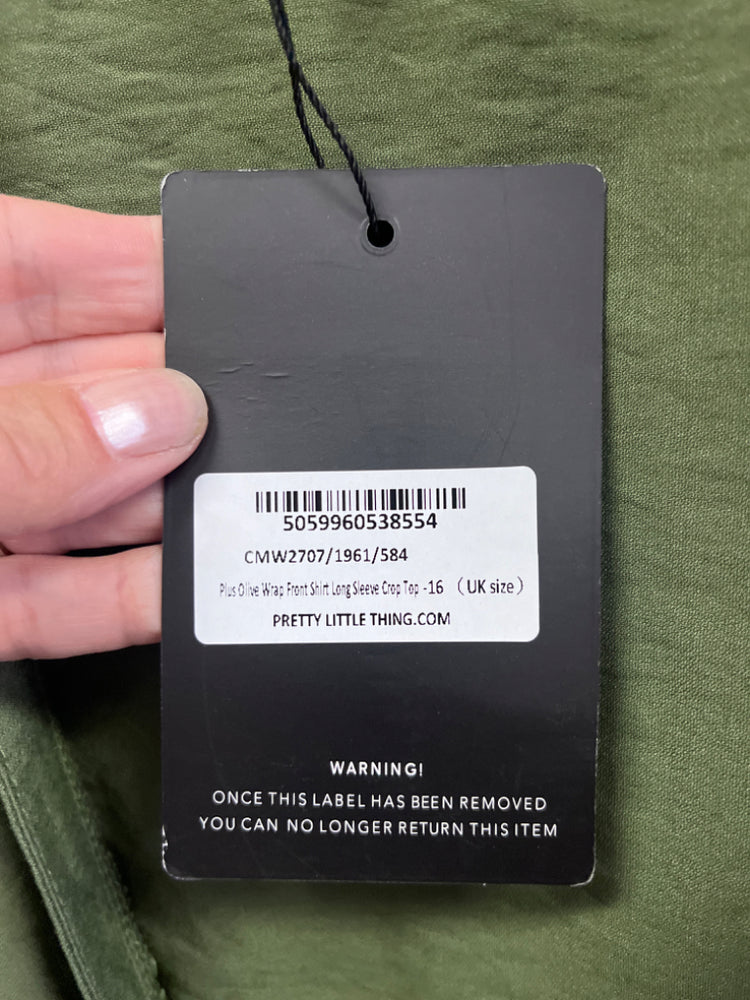 5059960538554
CMW2707/1961/584
Plus Olive Wrap Front Shirt Long Sleeve Crop Top -16 （UK size）
PRETTY LITTLE THING.COM
WARNING!
ONCE THIS LABEL HAS BEEN REMOVED
YOU CAN NO LONGER RETURN THIS ITEM